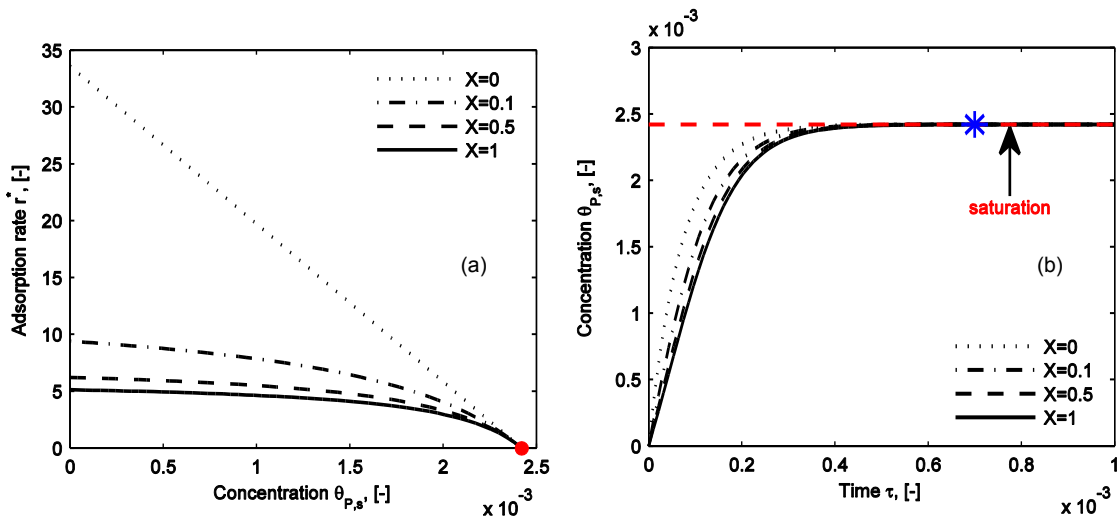 35
30
25
20
15
10
5
0
Adsorption rate r*, [-]
X=0
X=0.1
X=0.5
X=1
(a)
0 0.5 1 1.5 2 2.5
Concentration θP,s, [-]
x 10-3
x 10-3
3
2.5
2
1.5
1
0.5
0
Concentration θP,s, [-]
saturation
(b)
X=0
X=0.1
X=0.5
X=1
0 0.2 0.4 0.6 0.8 1
Time τ, [-]
x 10-3